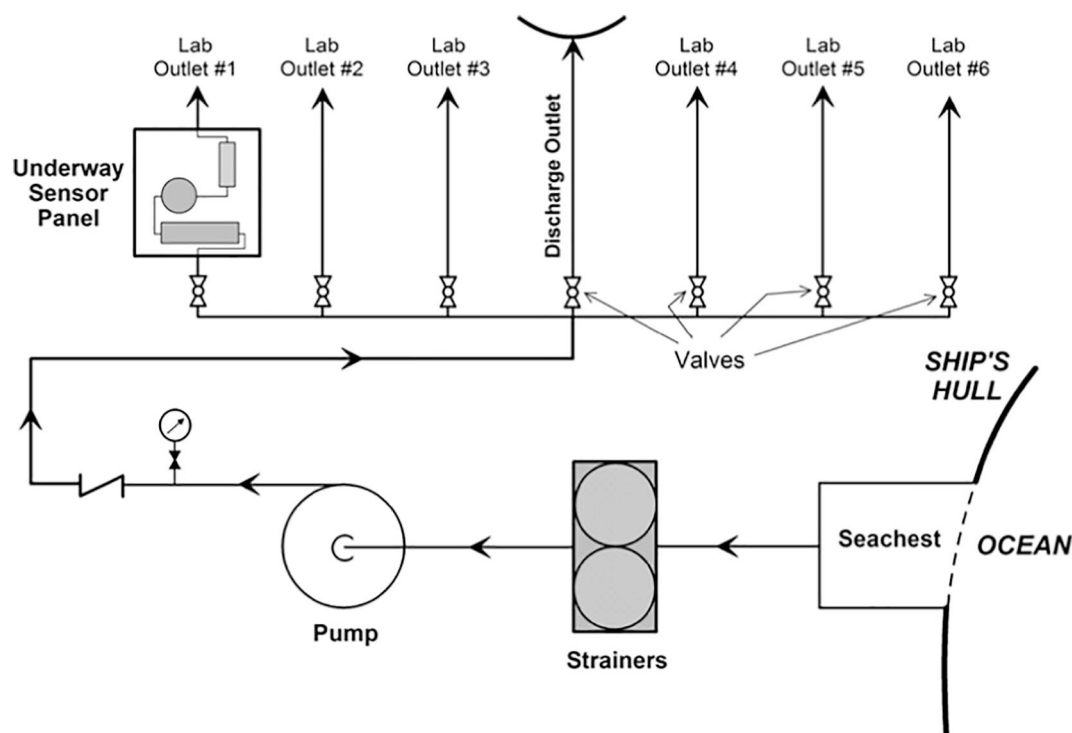 Lab
Outlet #1
Lab
Outlet #2
Lab
Outlet #3
Discharge Outlet
Lab
Outlet #4
Lab
Outlet #5
Lab
Outlet #6
Underway
Sensor
Panel
Valves
SHIP'S
HULL
Seachest
OCEAN
Pump
Strainers